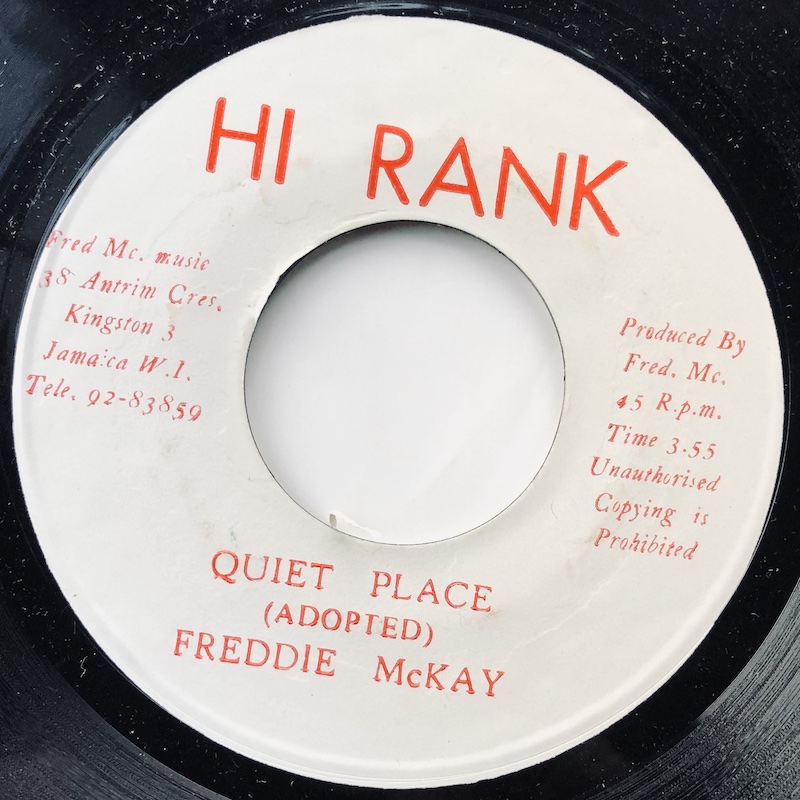 HI RANK
Fred Mc. music
38 Antrim Cres.
Kingston 3
Jamaica W.I.
Tele. 92-83859
Produced By
Fred. Mc.
45 R.p.m.
Time 3.55
Unauthorised
Copying is
Prohibited
QUIET PLACE
(ADOPTED)
FREDDIE McKAY